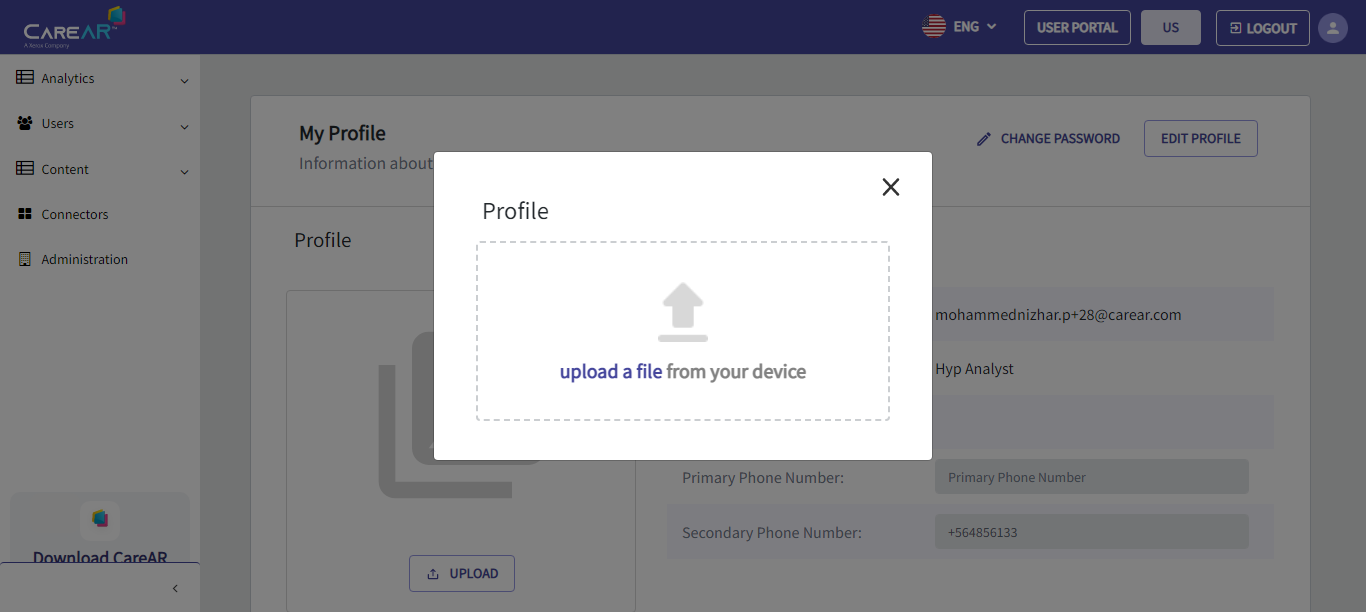 CAREAR™
A Xerox Company
ENG
USER PORTAL
US
LOGOUT
Analytics
Users
Content
Connectors
Administration
Download CareAR
My Profile
Information about
CHANGE PASSWORD
EDIT PROFILE
Profile
UPLOAD
Profile
upload a file from your device
mohammednizhar.p+28@carear.com
Hyp Analyst
Primary Phone Number:
Primary Phone Number
Secondary Phone Number:
+564856133